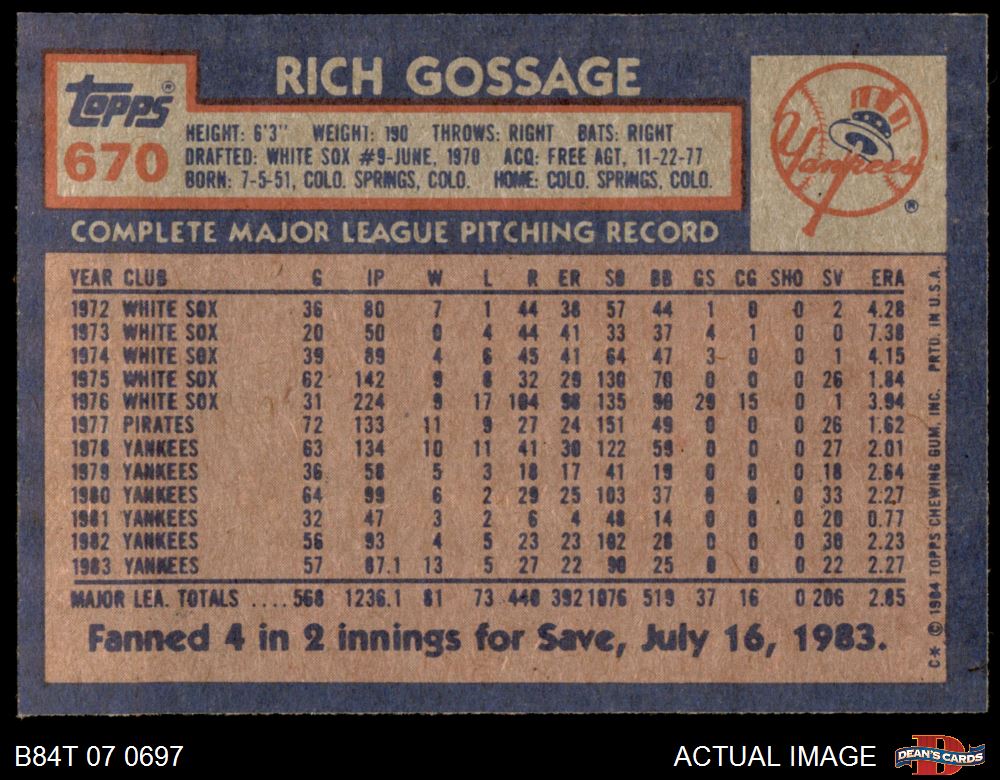 RICH GOSSAGE
Topps®
670
HEIGHT: 6'3" WEIGHT: 190 THROWS: RIGHT BATS: RIGHT
DRAFTED: WHITE SOX #9-JUNE, 1970 ACQ: FREE AGT, 11-22-77
BORN: 7-5-51, COLO. SPRINGS, COLO. HOME: COLO. SPRINGS, COLO.
Yankees ®
COMPLETE MAJOR LEAGUE PITCHING RECORD
YEAR CLUB G IP W L R ER SO BB GS CG SHO SV ERA
1972 WHITE SOX 36 80 7 1 44 38 57 44 1 0 0 2 4.28
1973 WHITE SOX 20 50 0 4 44 41 33 37 4 1 0 0 7.38
1974 WHITE SOX 39 89 4 6 45 41 64 47 3 0 0 1 4.15
1975 WHITE SOX 62 142 9 8 32 29 130 70 0 0 0 26 1.84
1976 WHITE SOX 31 224 9 17 104 98 135 90 29 15 0 1 3.94
1977 PIRATES 72 133 11 9 27 24 151 49 0 0 0 26 1.62
1978 YANKEES 63 134 10 11 41 30 122 59 0 0 0 27 2.01
1979 YANKEES 36 58 5 3 18 17 41 19 0 0 0 18 2.64
1980 YANKEES 64 99 6 2 29 25 103 37 0 0 0 33 2.27
1981 YANKEES 32 47 3 2 6 4 48 14 0 0 0 20 0.77
1982 YANKEES 56 93 4 5 23 23 102 28 0 0 0 30 2.23
1983 YANKEES 57 87.1 13 5 27 22 90 25 0 0 0 22 2.27
MAJOR LEA. TOTALS ....568 1236.1 81 73 440 392 1076 519 37 16 0 206 2.85
Fanned 4 in 2 innings for Save, July 16, 1983.
C* © 1984 TOPPS CHEWING GUM, INC. PRTD. IN U.S.A.
B84T 07 0697
ACTUAL IMAGE
D
DEAN'S CARDS